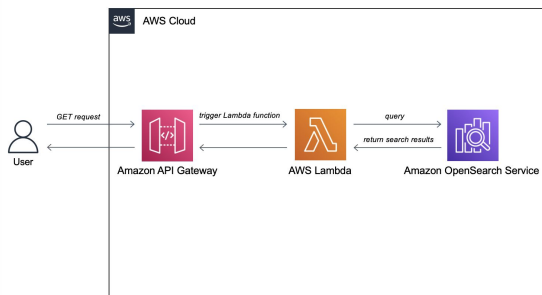 aws
AWS Cloud
GET request
trigger Lambda function
query
return search results
User
Amazon API Gateway
AWS Lambda
Amazon OpenSearch Service